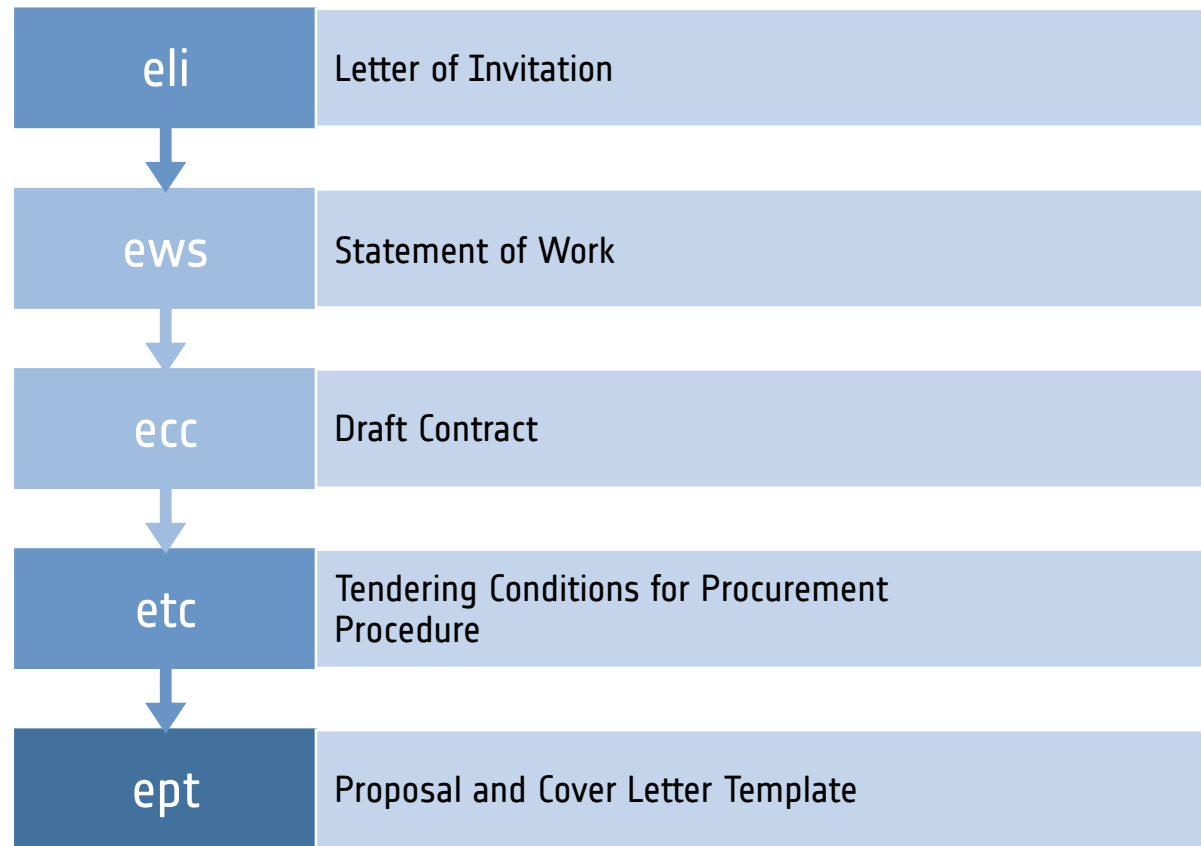 eli
Letter of Invitation
ews
Statement of Work
ecc
Draft Contract
etc
Tendering Conditions for Procurement
Procedure
ept
Proposal and Cover Letter Template